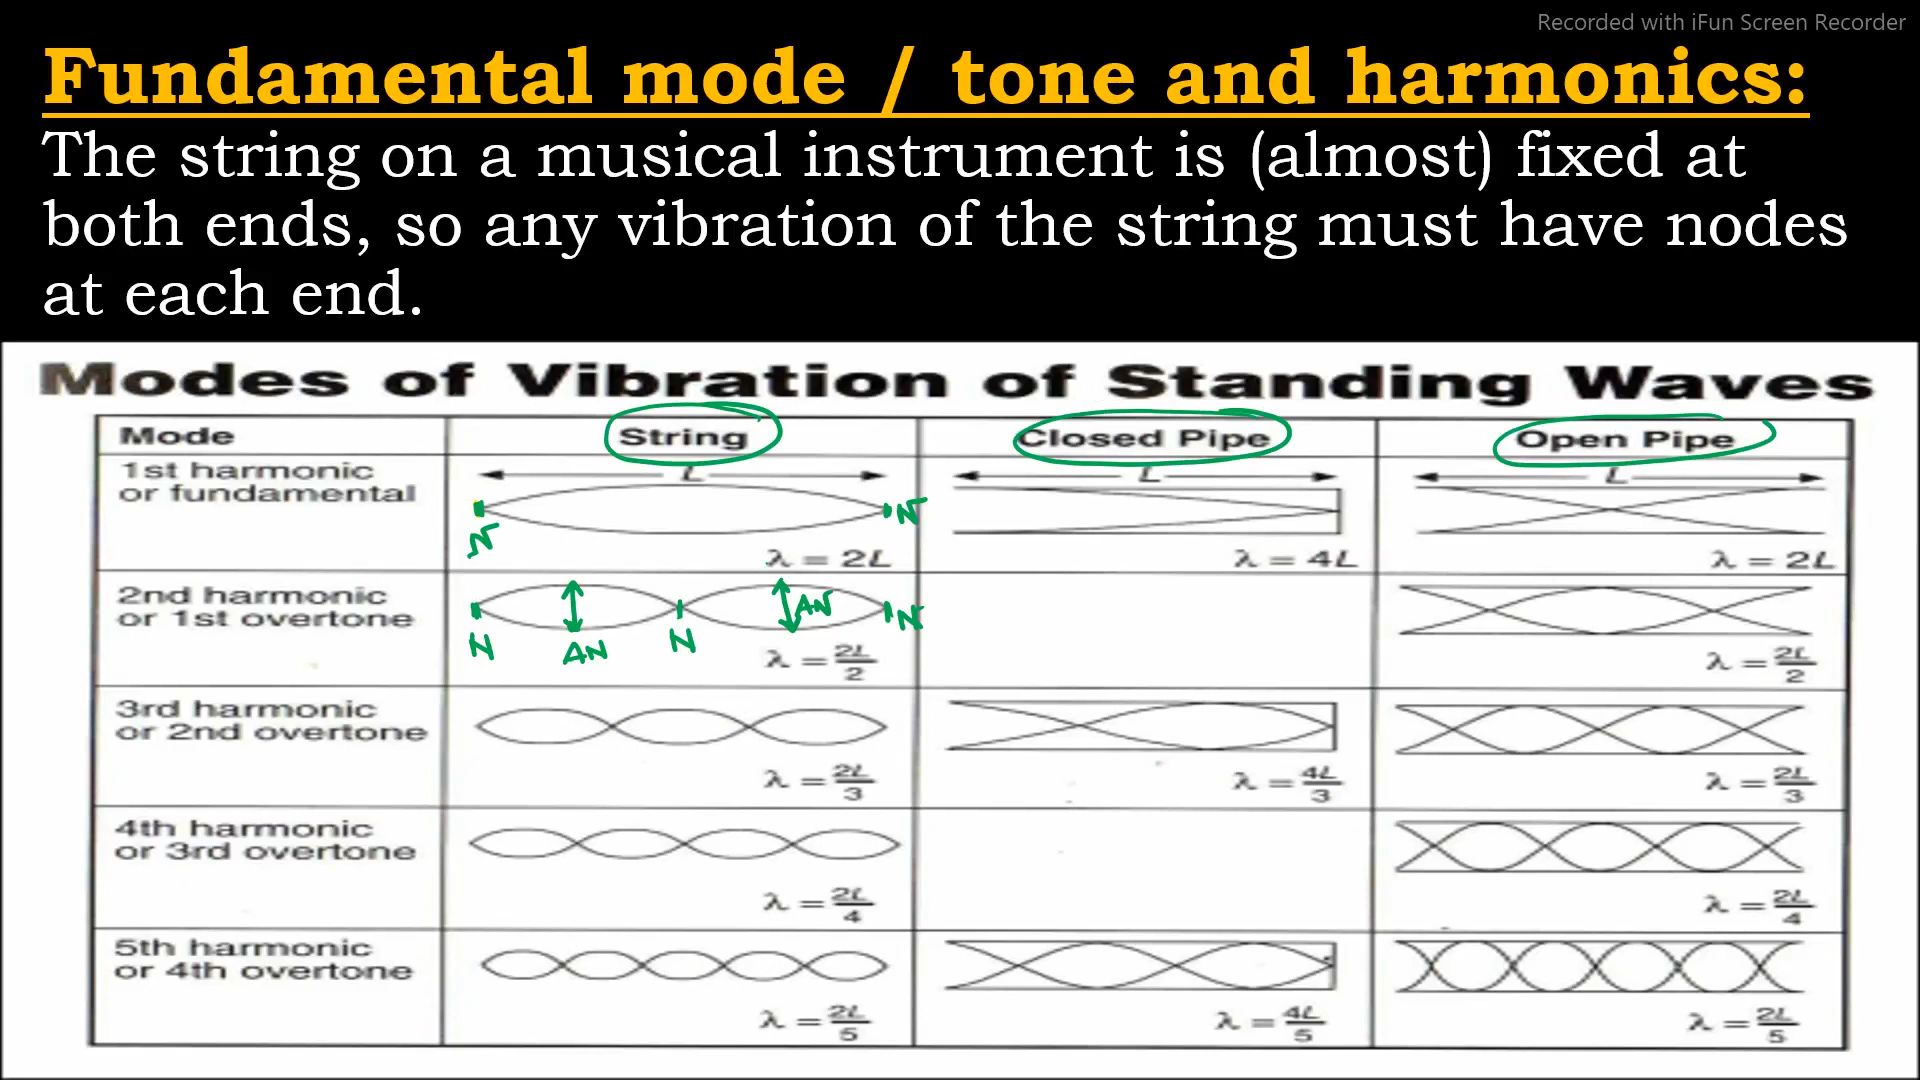 Recorded with iFun Screen Recorder
Fundamental mode / tone and harmonics:
The string on a musical instrument is (almost) fixed at
both ends, so any vibration of the string must have nodes
at each end.
Modes of Vibration of Standing Waves
Mode
String
Closed Pipe
Open Pipe
1st harmonic
or fundamental
L
N
N
λ = 2L
L
λ = 4L
L
λ = 2L
2nd harmonic
or 1st overtone
N
AN
N
AN
N
λ = 2L/2
λ = 2L/2
3rd harmonic
or 2nd overtone
λ = 2L/3
λ = 4L/3
λ = 2L/3
4th harmonic
or 3rd overtone
λ = 2L/4
λ = 2L/4
5th harmonic
or 4th overtone
λ = 2L/5
λ = 4L/5
λ = 2L/5